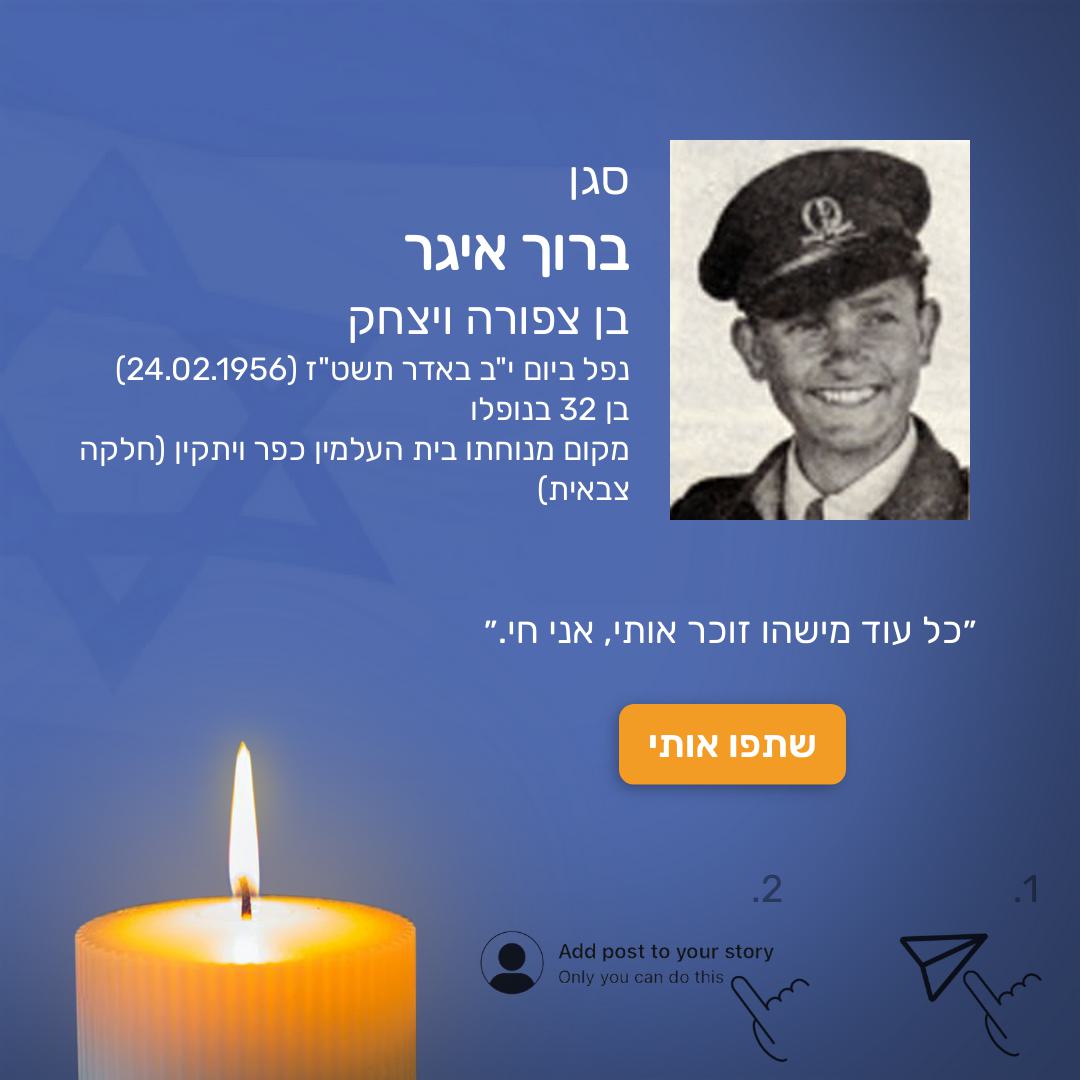 סגן
ברוך איגר
בן צפורה ויצחק
נפל ביום י"ב באדר תשט"ז (24.02.1956)
בן 32 בנופלו
מקום מנוחתו בית העלמין כפר ויתקין (חלקה
צבאית)
״כל עוד מישהו זוכר אותי, אני חי.״
שתפו אותי
1.
2.
Add post to your story
Only you can do this